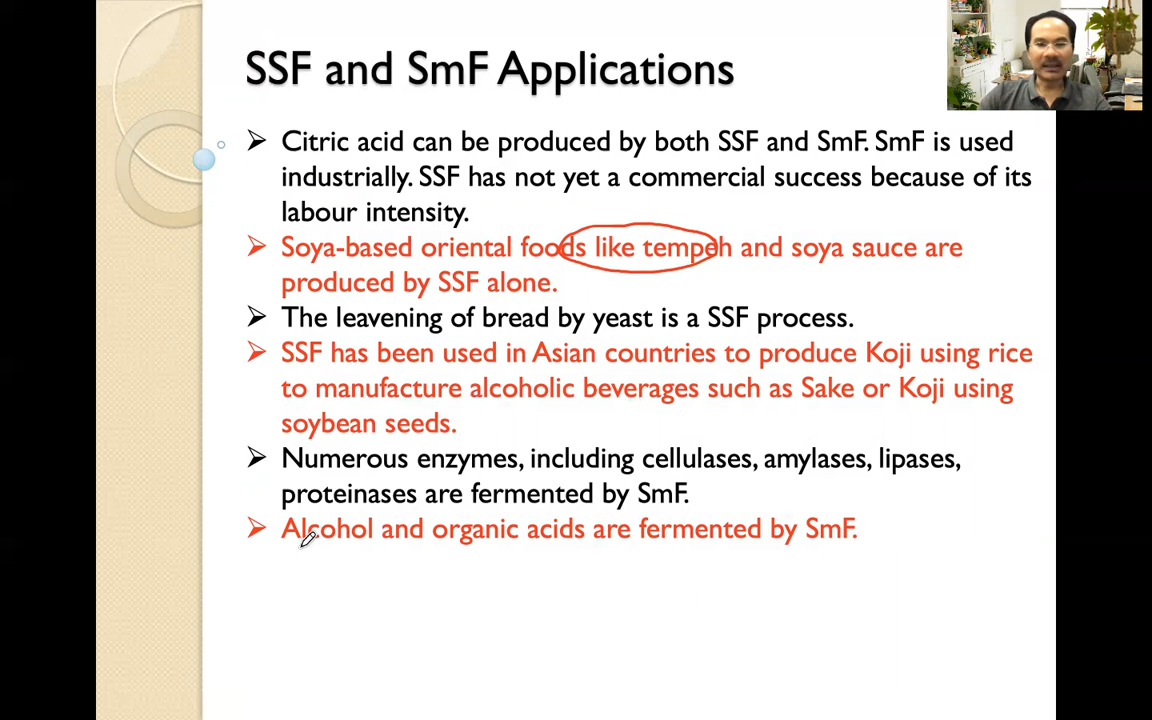 SSF and SmF Applications
Citric acid can be produced by both SSF and SmF. SmF is used
industrially. SSF has not yet a commercial success because of its
labour intensity.
Soya-based oriental foods like tempeh and soya sauce are
produced by SSF alone.
The leavening of bread by yeast is a SSF process.
SSF has been used in Asian countries to produce Koji using rice
to manufacture alcoholic beverages such as Sake or Koji using
soybean seeds.
Numerous enzymes, including cellulases, amylases, lipases,
proteinases are fermented by SmF.
Alcohol and organic acids are fermented by SmF.